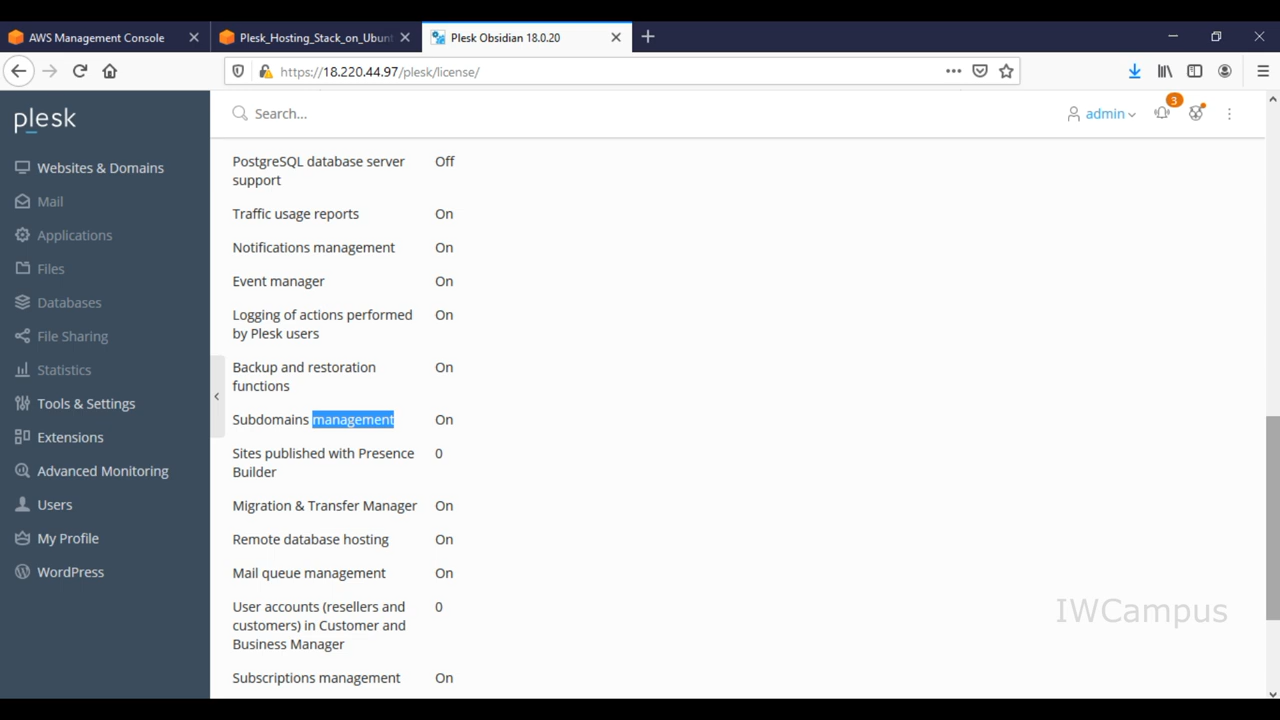 AWS Management Console
Plesk_Hosting_Stack_on_Ubunt
Plesk Obsidian 18.0.20
https://18.220.44.97/plesk/license/
plesk
Search...
3
admin
Websites & Domains
Mail
Applications
Files
Databases
File Sharing
Statistics
Tools & Settings
Extensions
Advanced Monitoring
Users
My Profile
WordPress
PostgreSQL database server Off
support
Traffic usage reports On
Notifications management On
Event manager On
Logging of actions performed On
by Plesk users
Backup and restoration On
functions
Subdomains management On
Sites published with Presence 0
Builder
Migration & Transfer Manager On
Remote database hosting On
Mail queue management On
User accounts (resellers and 0
customers) in Customer and
Business Manager
Subscriptions management On
IWCampus